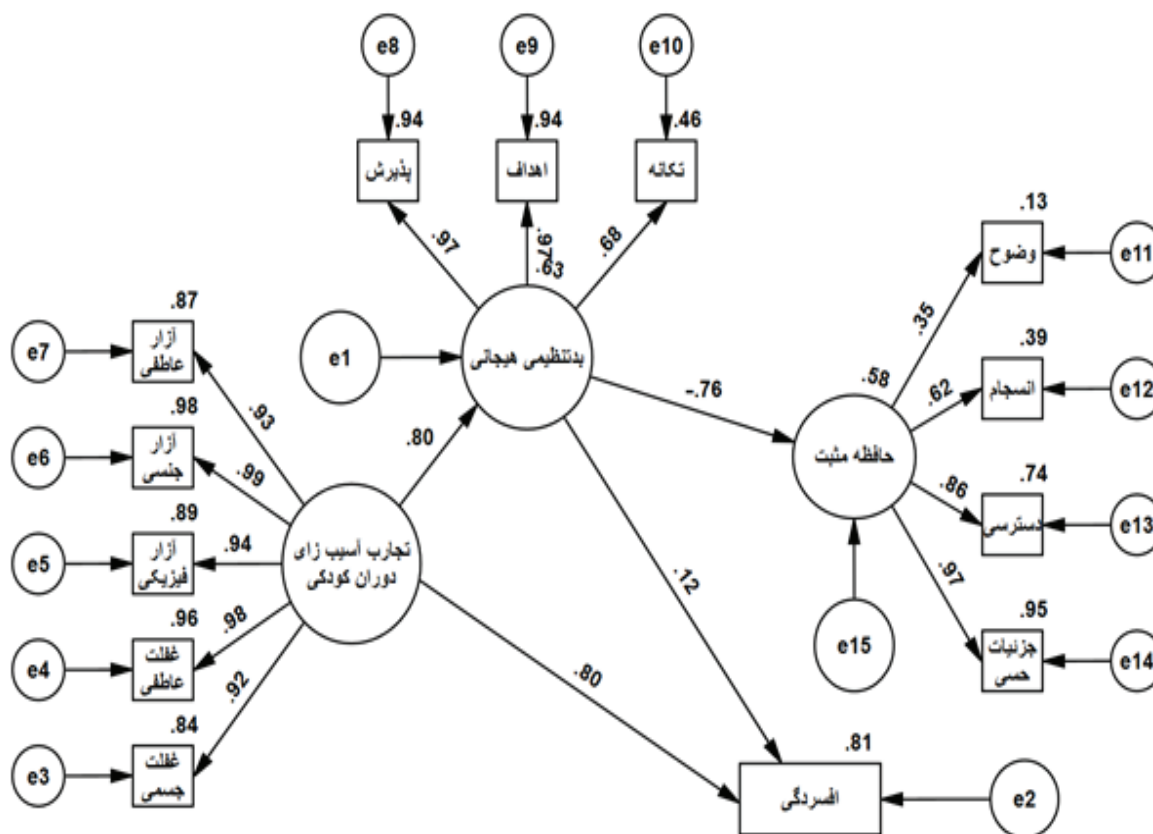 e8
e9
e10
.94
.94
.46
پذیرش
اهداف
تکانه
.97
.97
.68
.63
.13
وضوح
e11
.87
آزار
عاطفی
e7
e1
بدتنظیمی هیجانی
.35
.39
انسجام
e12
.58
.62
-.76
.93
.98
آزار
جنسی
e6
.99
.80
حافظه مثبت
.86
.74
دسترسی
e13
.89
آزار
فیزیکی
e5
.94
تجارب آسیب زای
دوران کودکی
.12
.97
.96
غفلت
عاطفی
e4
.98
e15
.95
جزئیات
حسی
e14
.92
.80
.84
غفلت
جسمی
e3
.81
افسردگی
e2